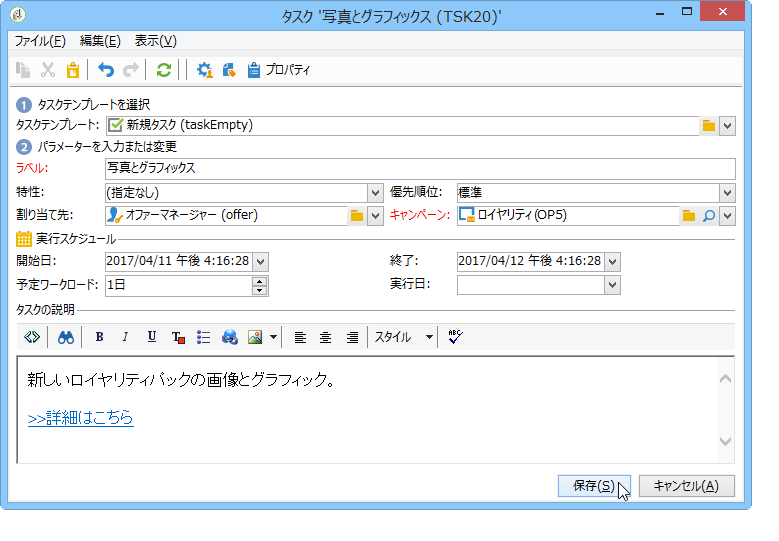 タスク '写真とグラフィックス (TSK20)'
ファイル(F) 編集(E) 表示(V)
プロパティ
1 タスクテンプレートを選択
タスクテンプレート: 新規タスク (taskEmpty)
2 パラメーターを入力または変更
ラベル: 写真とグラフィックス
特性: (指定なし) 優先順位: 標準
割り当て先: オファーマネージャー (offer) キャンペーン: ロイヤリティ(OP5)
実行スケジュール
開始日: 2017/04/11 午後 4:16:28 終了: 2017/04/12 午後 4:16:28
予定ワークロード: 1日 実行日:
タスクの説明
B I U T スタイル ABC
新しいロイヤリティパックの画像とグラフィック。
>>詳細はこちら
保存(S) キャンセル(A)